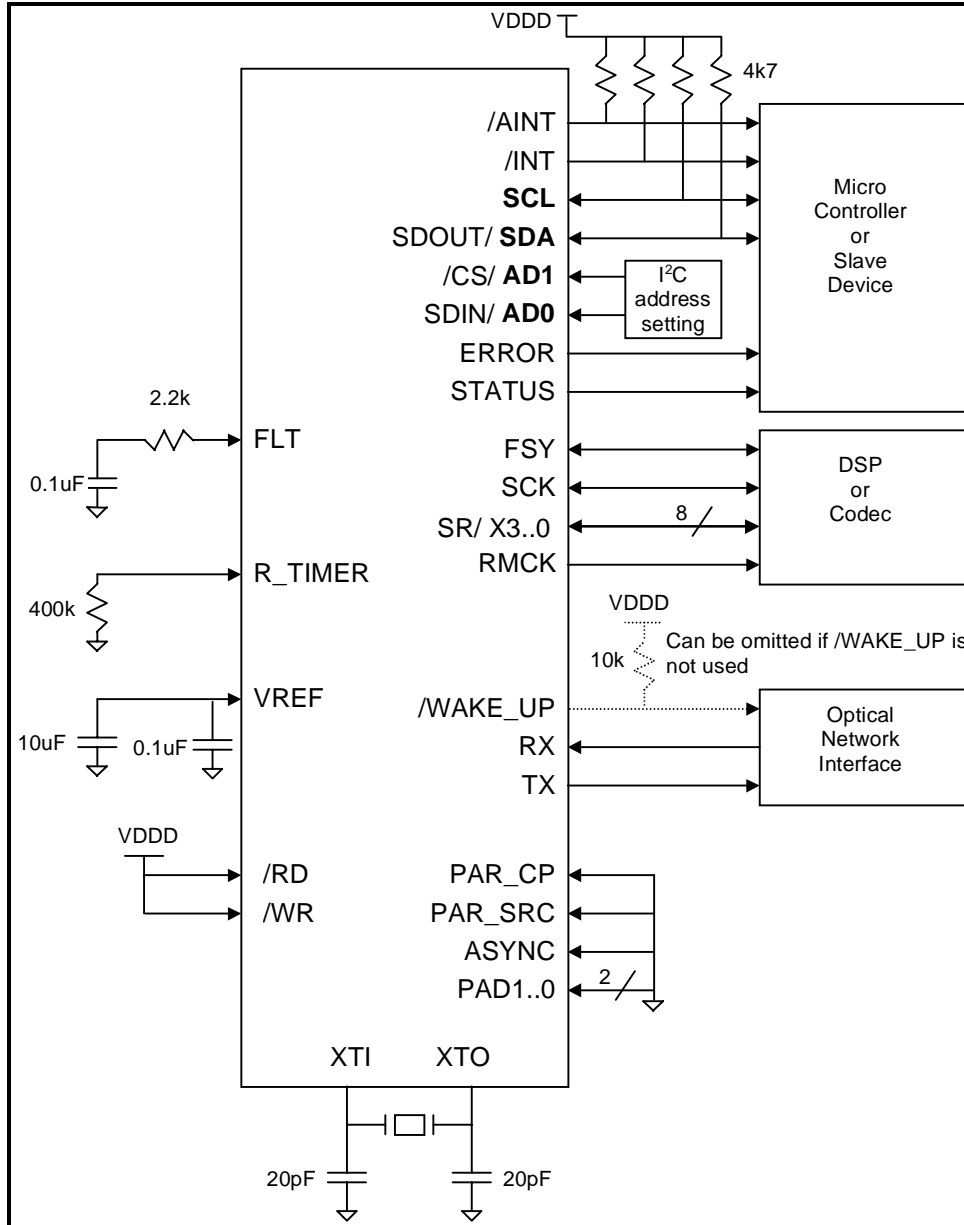 VDDD
4k7
/AINT
/INT
SCL
SDOUT/ SDA
/CS/ AD1
SDIN/ AD0
ERROR
STATUS
I²C
address
setting
Micro
Controller
or
Slave
Device
2.2k
FLT
0.1uF
FSY
SCK
SR/ X3..0
8
RMCK
DSP
or
Codec
R_TIMER
400k
VDDD
10k
Can be omitted if /WAKE_UP is
not used
VREF
10uF
0.1uF
/WAKE_UP
RX
TX
Optical
Network
Interface
VDDD
/RD
/WR
PAR_CP
PAR_SRC
ASYNC
PAD1..0
2
XTI
XTO
20pF
20pF